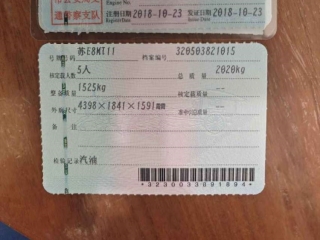 注册日期 2018-10-23 发证日期 2018-10-23
号牌号码 苏E8MT11 档案编号 320503821015
核定载人数 5人 总质量 2020kg
整备质量 1525kg 核定载质量 --
外廓尺寸 4398×1841×1591mm 准牵引总质量 --
检验记录 汽油
*3230033891894*